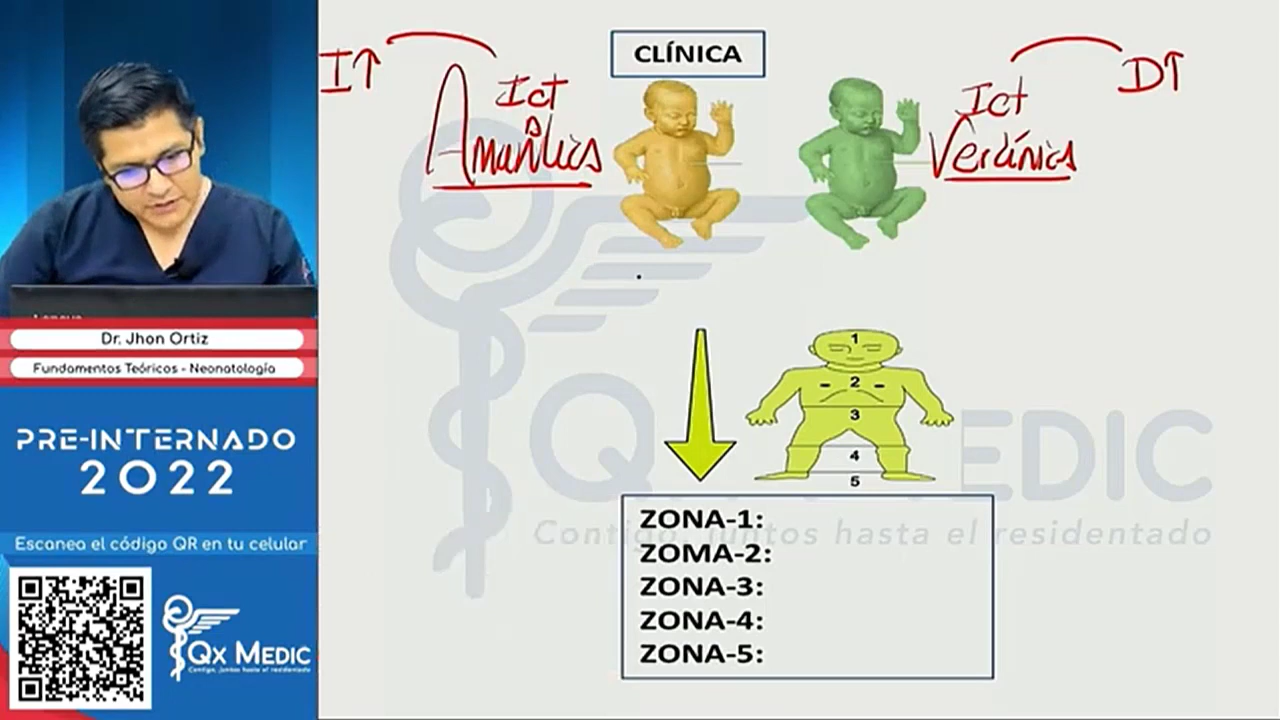 CLÍNICA
I↑
Ict
Amarílicas
Ict
Verdínica
D↑
1
2
3
4
5
ZONA-1:
ZOMA-2:
ZONA-3:
ZONA-4:
ZONA-5:
QX MEDIC
Contigo, juntos hasta el residentado
Dr. Jhon Ortiz
Fundamentos Teóricos - Neonatología
PRE-INTERNADO
2022
Escanea el código QR en tu celular
QX MEDIC
Contigo, juntos hasta el residentado